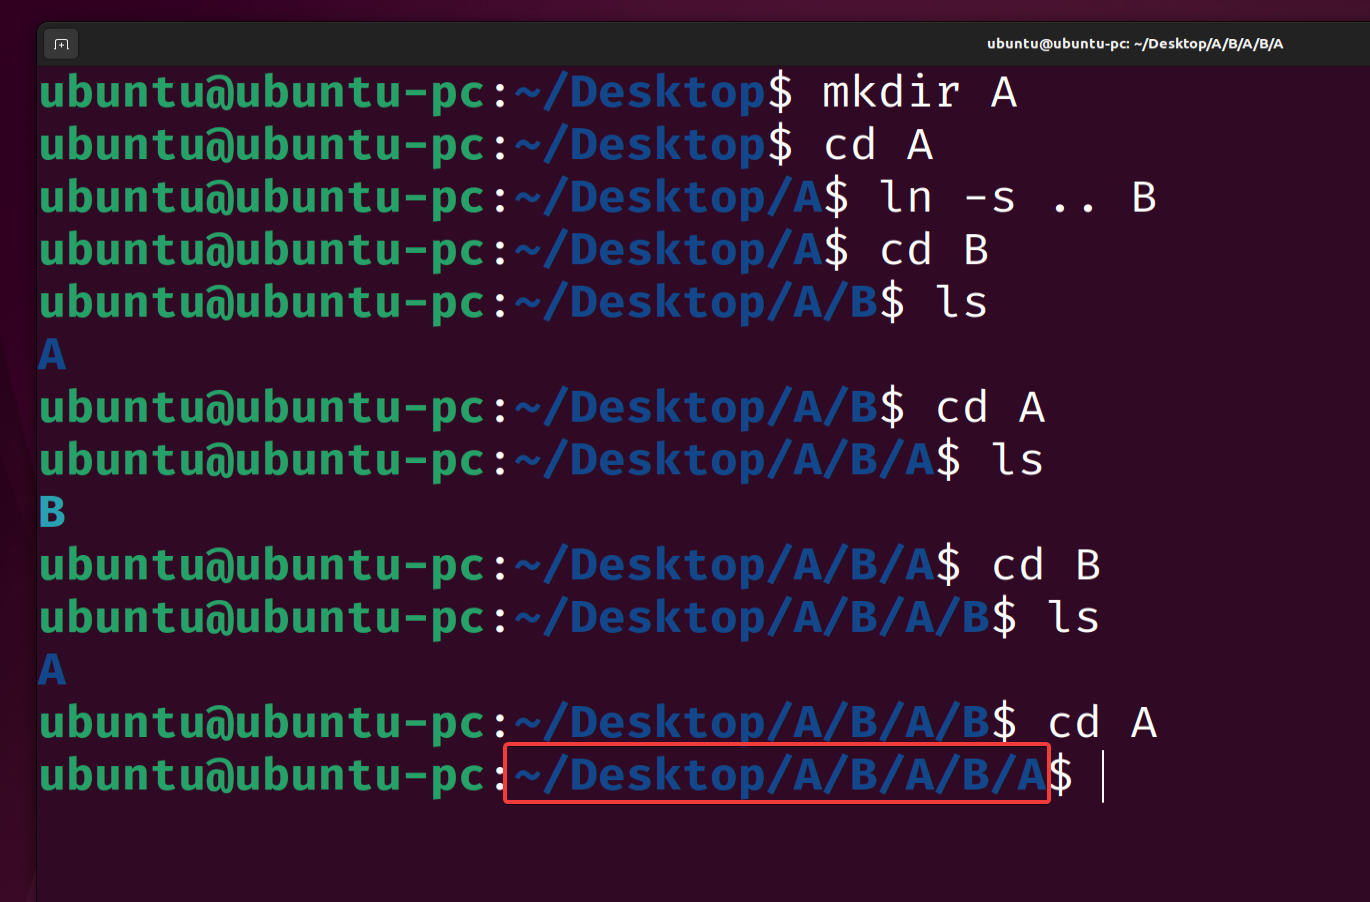 ubuntu@ubuntu-pc: ~/Desktop/A/B/A/B/A
ubuntu@ubuntu-pc:~/Desktop$ mkdir A
ubuntu@ubuntu-pc:~/Desktop$ cd A
ubuntu@ubuntu-pc:~/Desktop/A$ ln -s .. B
ubuntu@ubuntu-pc:~/Desktop/A$ cd B
ubuntu@ubuntu-pc:~/Desktop/A/B$ ls
A
ubuntu@ubuntu-pc:~/Desktop/A/B$ cd A
ubuntu@ubuntu-pc:~/Desktop/A/B/A$ ls
B
ubuntu@ubuntu-pc:~/Desktop/A/B/A$ cd B
ubuntu@ubuntu-pc:~/Desktop/A/B/A/B$ ls
A
ubuntu@ubuntu-pc:~/Desktop/A/B/A/B$ cd A
ubuntu@ubuntu-pc:~/Desktop/A/B/A/B/A$